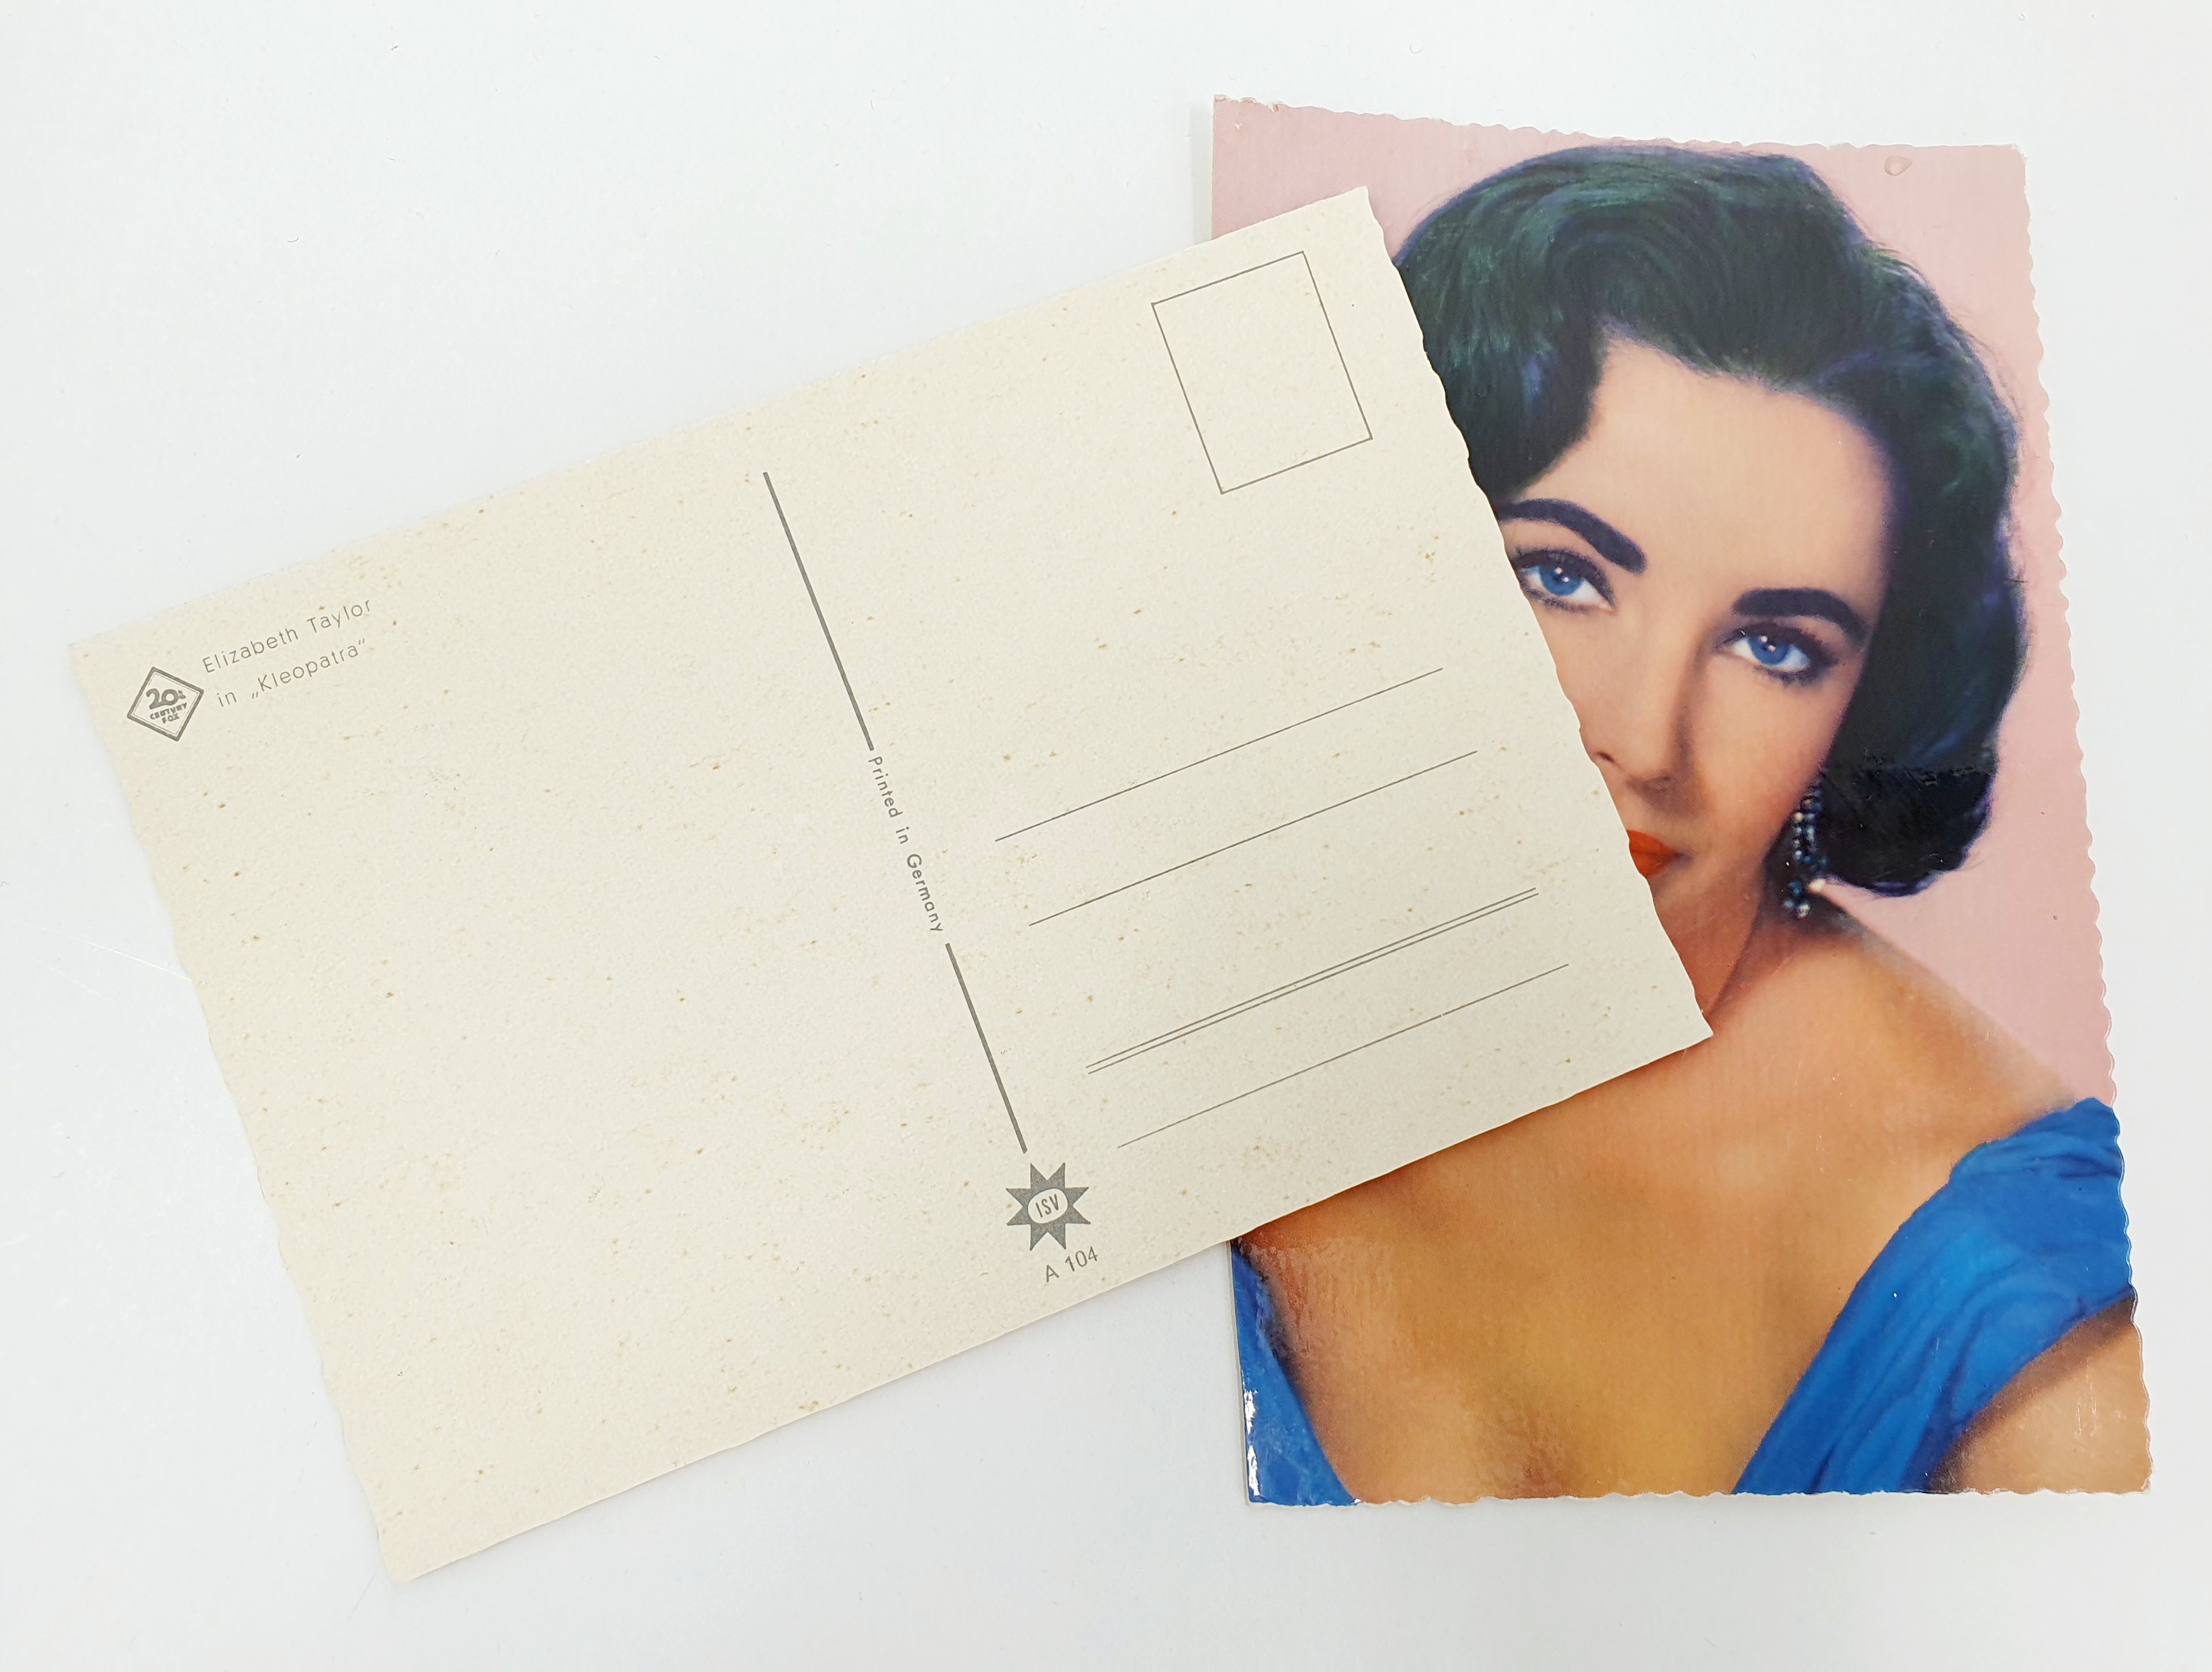 Elizabeth Taylor
in „Kleopatra“
20th
CENTURY
FOX
Printed in Germany
ISV
A 104